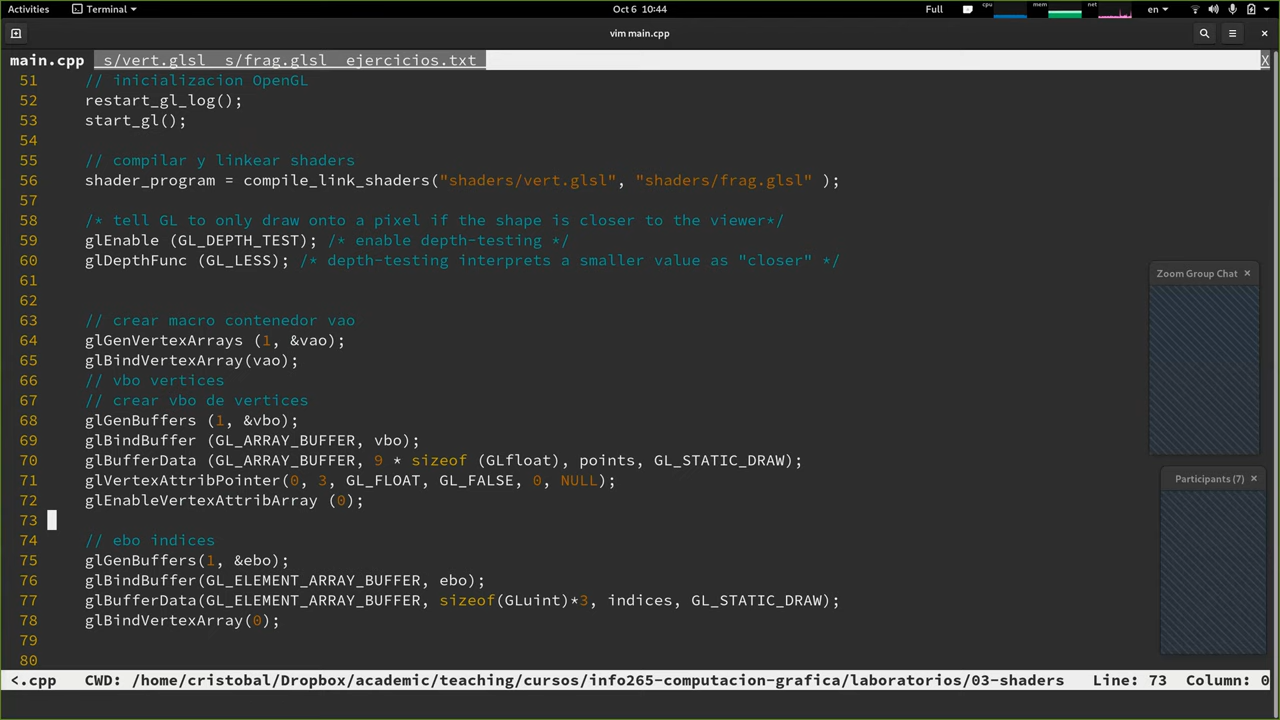 Activities Terminal Oct 6 10:44 Full cpu mem net en
vim main.cpp
main.cpp s/vert.glsl s/frag.glsl ejercicios.txt X
51 // inicializacion OpenGL
52 restart_gl_log();
53 start_gl();
54
55 // compilar y linkear shaders
56 shader_program = compile_link_shaders("shaders/vert.glsl", "shaders/frag.glsl" );
57
58 /* tell GL to only draw onto a pixel if the shape is closer to the viewer*/
59 glEnable (GL_DEPTH_TEST); /* enable depth-testing */
60 glDepthFunc (GL_LESS); /* depth-testing interprets a smaller value as "closer" */
61
62
63 // crear macro contenedor vao
64 glGenVertexArrays (1, &vao);
65 glBindVertexArray(vao);
66 // vbo vertices
67 // crear vbo de vertices
68 glGenBuffers (1, &vbo);
69 glBindBuffer (GL_ARRAY_BUFFER, vbo);
70 glBufferData (GL_ARRAY_BUFFER, 9 * sizeof (GLfloat), points, GL_STATIC_DRAW);
71 glVertexAttribPointer(0, 3, GL_FLOAT, GL_FALSE, 0, NULL);
72 glEnableVertexAttribArray (0);
73
74 // ebo indices
75 glGenBuffers(1, &ebo);
76 glBindBuffer(GL_ELEMENT_ARRAY_BUFFER, ebo);
77 glBufferData(GL_ELEMENT_ARRAY_BUFFER, sizeof(GLuint)*3, indices, GL_STATIC_DRAW);
78 glBindVertexArray(0);
79
80
<.cpp CWD: /home/cristobal/Dropbox/academic/teaching/cursos/info265-computacion-grafica/laboratorios/03-shaders Line: 73 Column: 0
Zoom Group Chat
Participants (7)